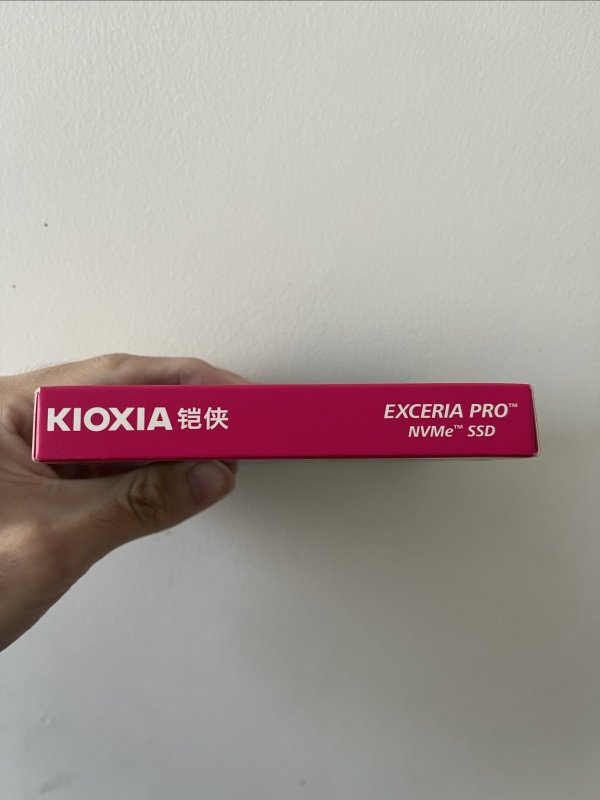 KIOXIA 铠侠
EXCERIA PRO™
NVMe™ SSD